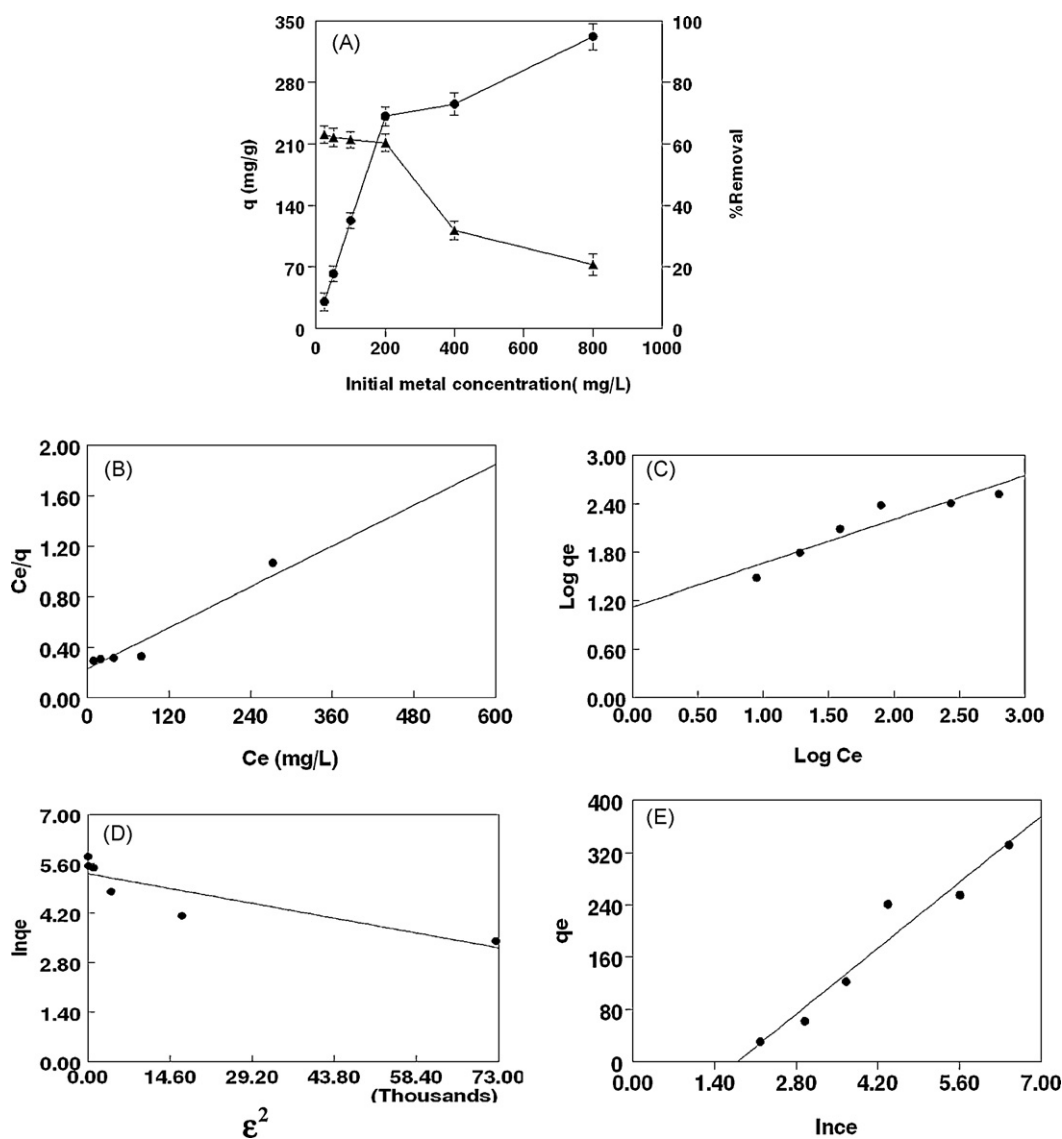 (A)
350 100
280 80
210 60
140 40
70 20
0 0
q (mg/g)
%Removal
0 200 400 600 800 1000
Initial metal concentration( mg/L)
(B)
2.00
1.60
1.20
0.80
0.40
0.00
Ce/q
0 120 240 360 480 600
Ce (mg/L)
(C)
3.00
2.40
1.80
1.20
0.60
0.00
Log qe
0.00 0.50 1.00 1.50 2.00 2.50 3.00
Log Ce
(D)
7.00
5.60
4.20
2.80
1.40
0.00
lnqe
0.00 14.60 29.20 43.80 58.40 73.00
(Thousands)
ε²
(E)
400
320
240
160
80
0
qe
0.00 1.40 2.80 4.20 5.60 7.00
lnce